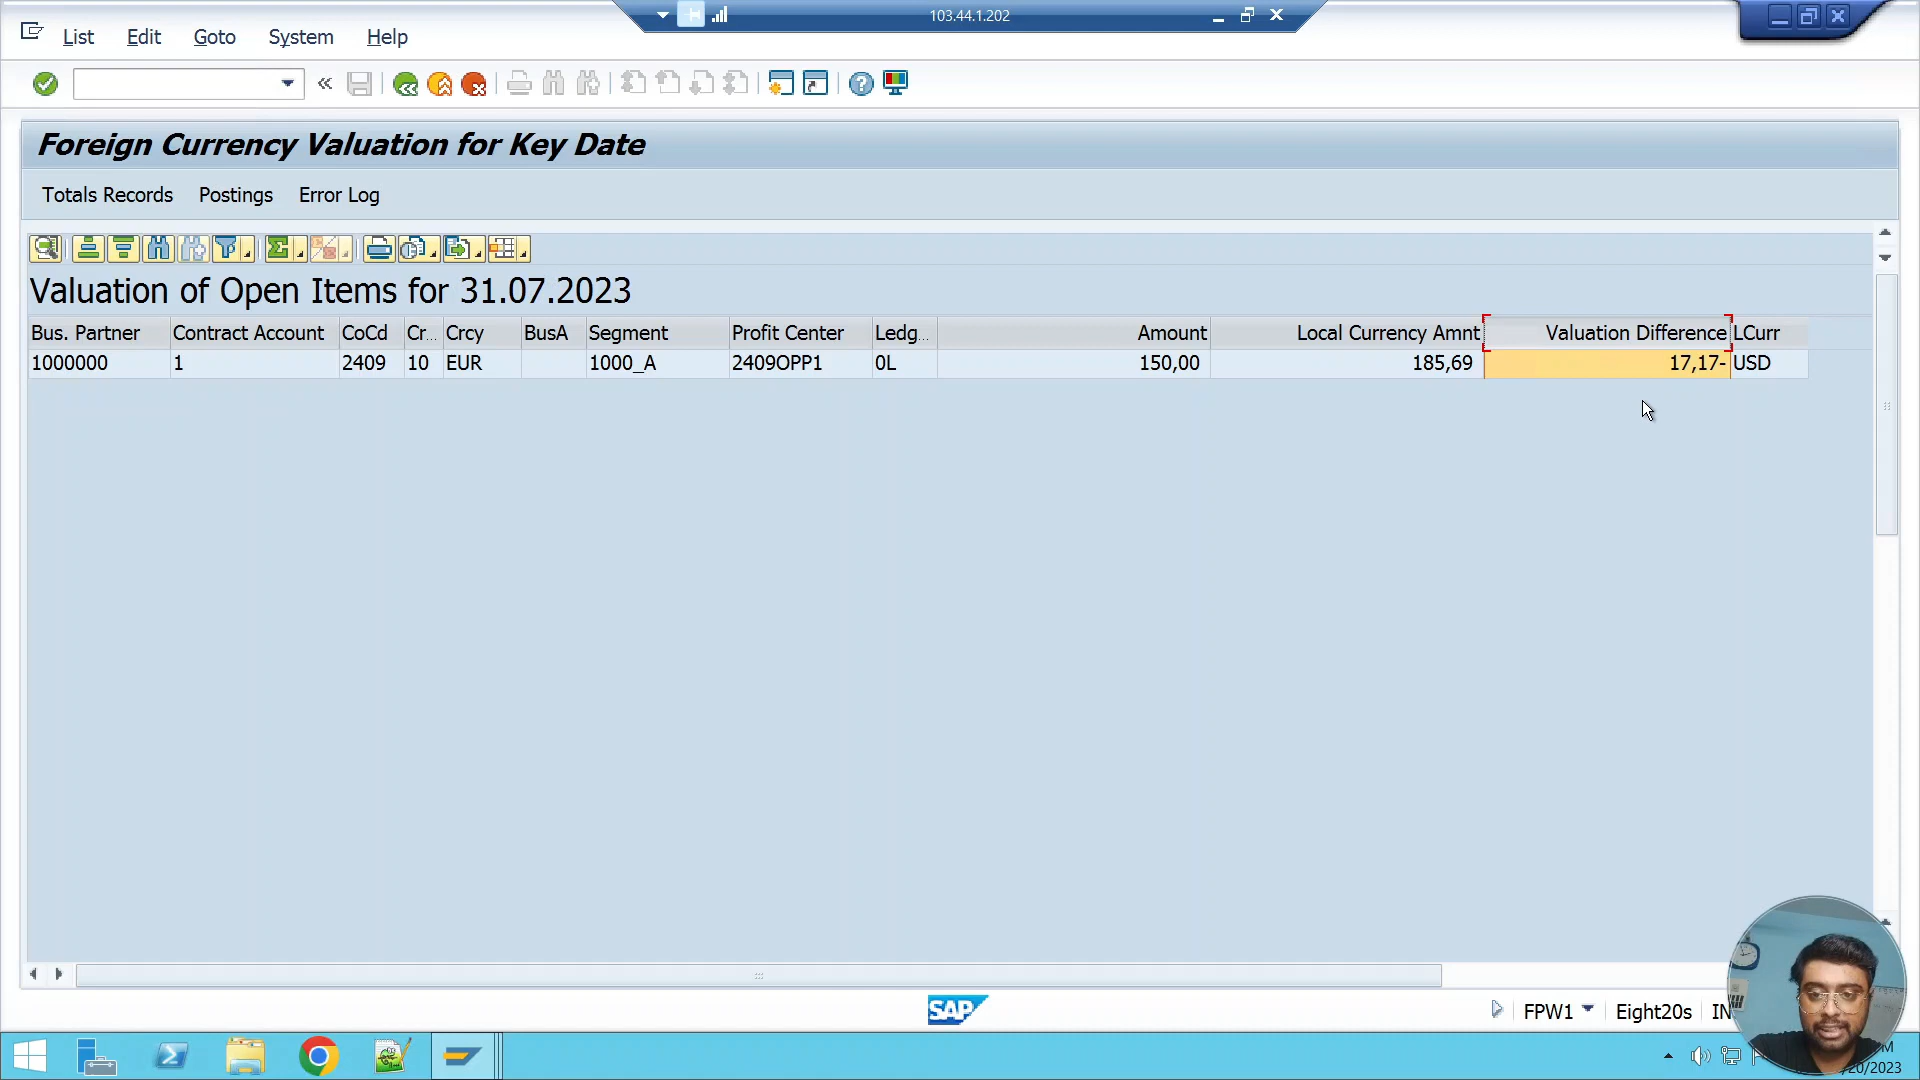 103.44.1.202
List Edit Goto System Help
Foreign Currency Valuation for Key Date
Totals Records Postings Error Log
Valuation of Open Items for 31.07.2023
Bus. Partner Contract Account CoCd Cr... Crcy BusA Segment Profit Center Ledg... Amount Local Currency Amnt Valuation Difference LCurr
1000000 1 2409 10 EUR 1000_A 2409OPP1 0L 150,00 185,69 17,17- USD
SAP FPW1 Eight20s IN
M
/20/2023